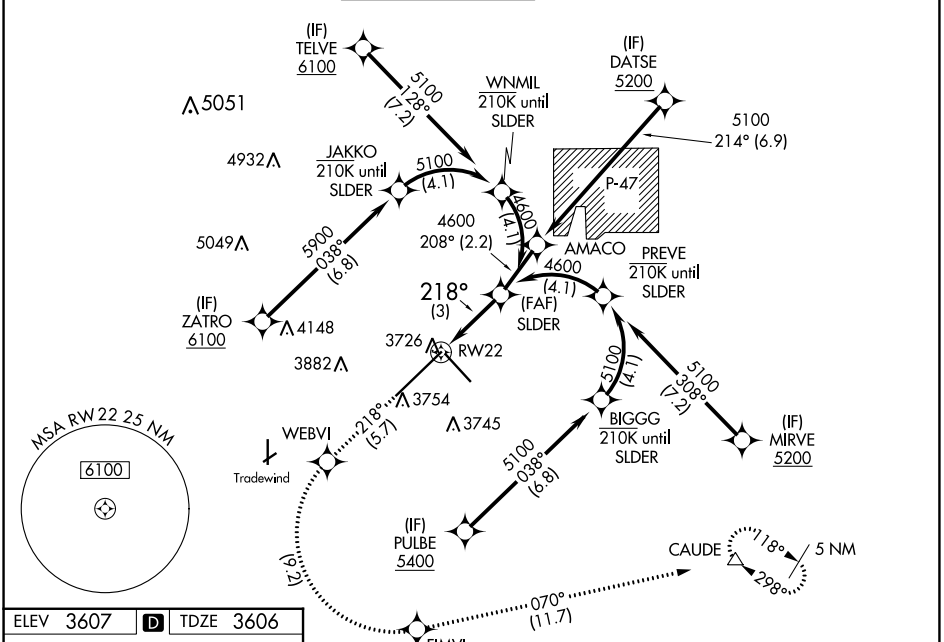 (IF)
TELVE
6100
(IF)
DATSE
5200
5100
128°
(7.2)
WNMIL
210K until
SLDER
5051
5100
214° (6.9)
4932
JAKKO
210K until
SLDER
5100
(4.1)
P-47
4600
(4.1)
4600
208° (2.2)
5049
5900
038°
(6.8)
AMACO
PREVE
210K until
SLDER
4600
(4.1)
218°
(3)
(FAF)
SLDER
(IF)
ZATRO
6100
4148
3726
RW22
3882
5100
(4.1)
5100
308°
(7.2)
3754
3745
218°
(5.7)
BIGGG
210K until
SLDER
(IF)
MIRVE
5200
MSA RW 22 25 NM
6100
WEBVI
Tradewind
5100
038°
(6.8)
(IF)
PULBE
5400
CAUDE
118°
5 NM
298°
(9.2)
070°
(11.7)
ELEV 3607
D
TDZE 3606